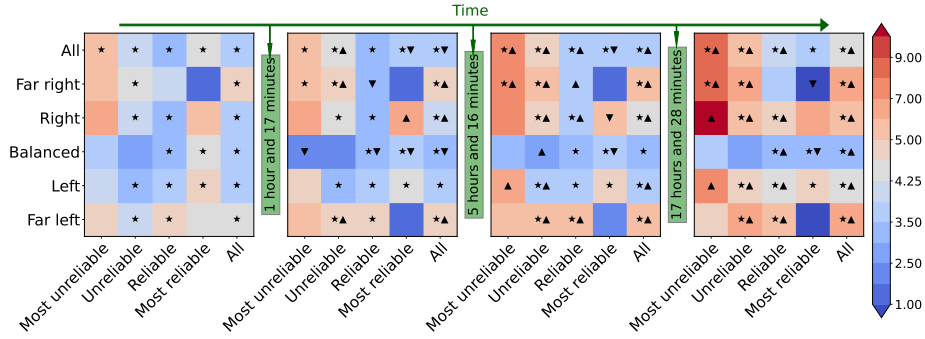 Time
All
Far right
Right
Balanced
Left
Far left
1 hour and 17 minutes
5 hours and 16 minutes
17 hours and 28 minutes
9.00
7.00
5.00
4.25
3.50
2.50
1.00
Most unreliable
Unreliable
Reliable
Most reliable
All
Most unreliable
Unreliable
Reliable
Most reliable
All
Most unreliable
Unreliable
Reliable
Most reliable
All
Most unreliable
Unreliable
Reliable
Most reliable
All